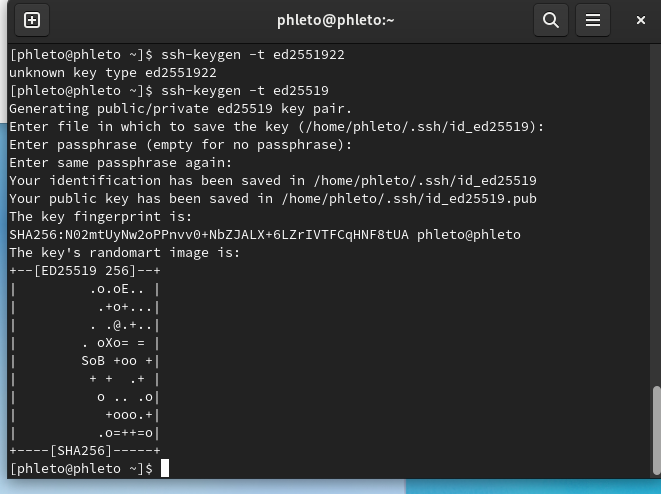 phleto@phleto:~
[phleto@phleto ~]$ ssh-keygen -t ed2551922
unknown key type ed2551922
[phleto@phleto ~]$ ssh-keygen -t ed25519
Generating public/private ed25519 key pair.
Enter file in which to save the key (/home/phleto/.ssh/id_ed25519):
Enter passphrase (empty for no passphrase):
Enter same passphrase again:
Your identification has been saved in /home/phleto/.ssh/id_ed25519
Your public key has been saved in /home/phleto/.ssh/id_ed25519.pub
The key fingerprint is:
SHA256:N02mtUyNw2oPPnvv0+NbZJALX+6LZrIVTFCqHNF8tUA phleto@phleto
The key's randomart image is:
+--[ED25519 256]--+
|         .o.oE.. |
|          .+o+...|
|         . .@.+..|
|        . oXo= = |
|        SoB +oo +|
|         + +  .+ |
|          o .. .o|
|           +ooo.+|
|          .o=++=o|
+----[SHA256]-----+
[phleto@phleto ~]$